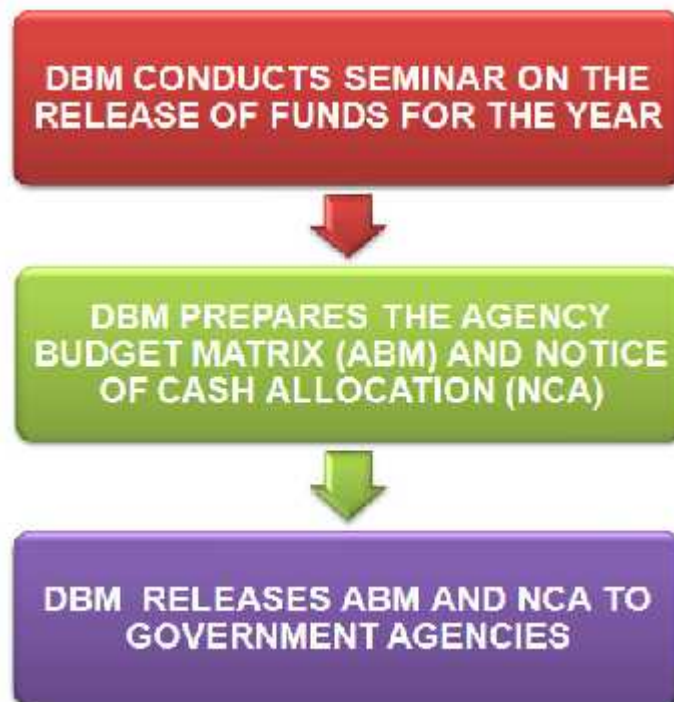 DBM CONDUCTS SEMINAR ON THE
RELEASE OF FUNDS FOR THE YEAR
DBM PREPARES THE AGENCY
BUDGET MATRIX (ABM) AND NOTICE
OF CASH ALLOCATION (NCA)
DBM RELEASES ABM AND NCA TO
GOVERNMENT AGENCIES